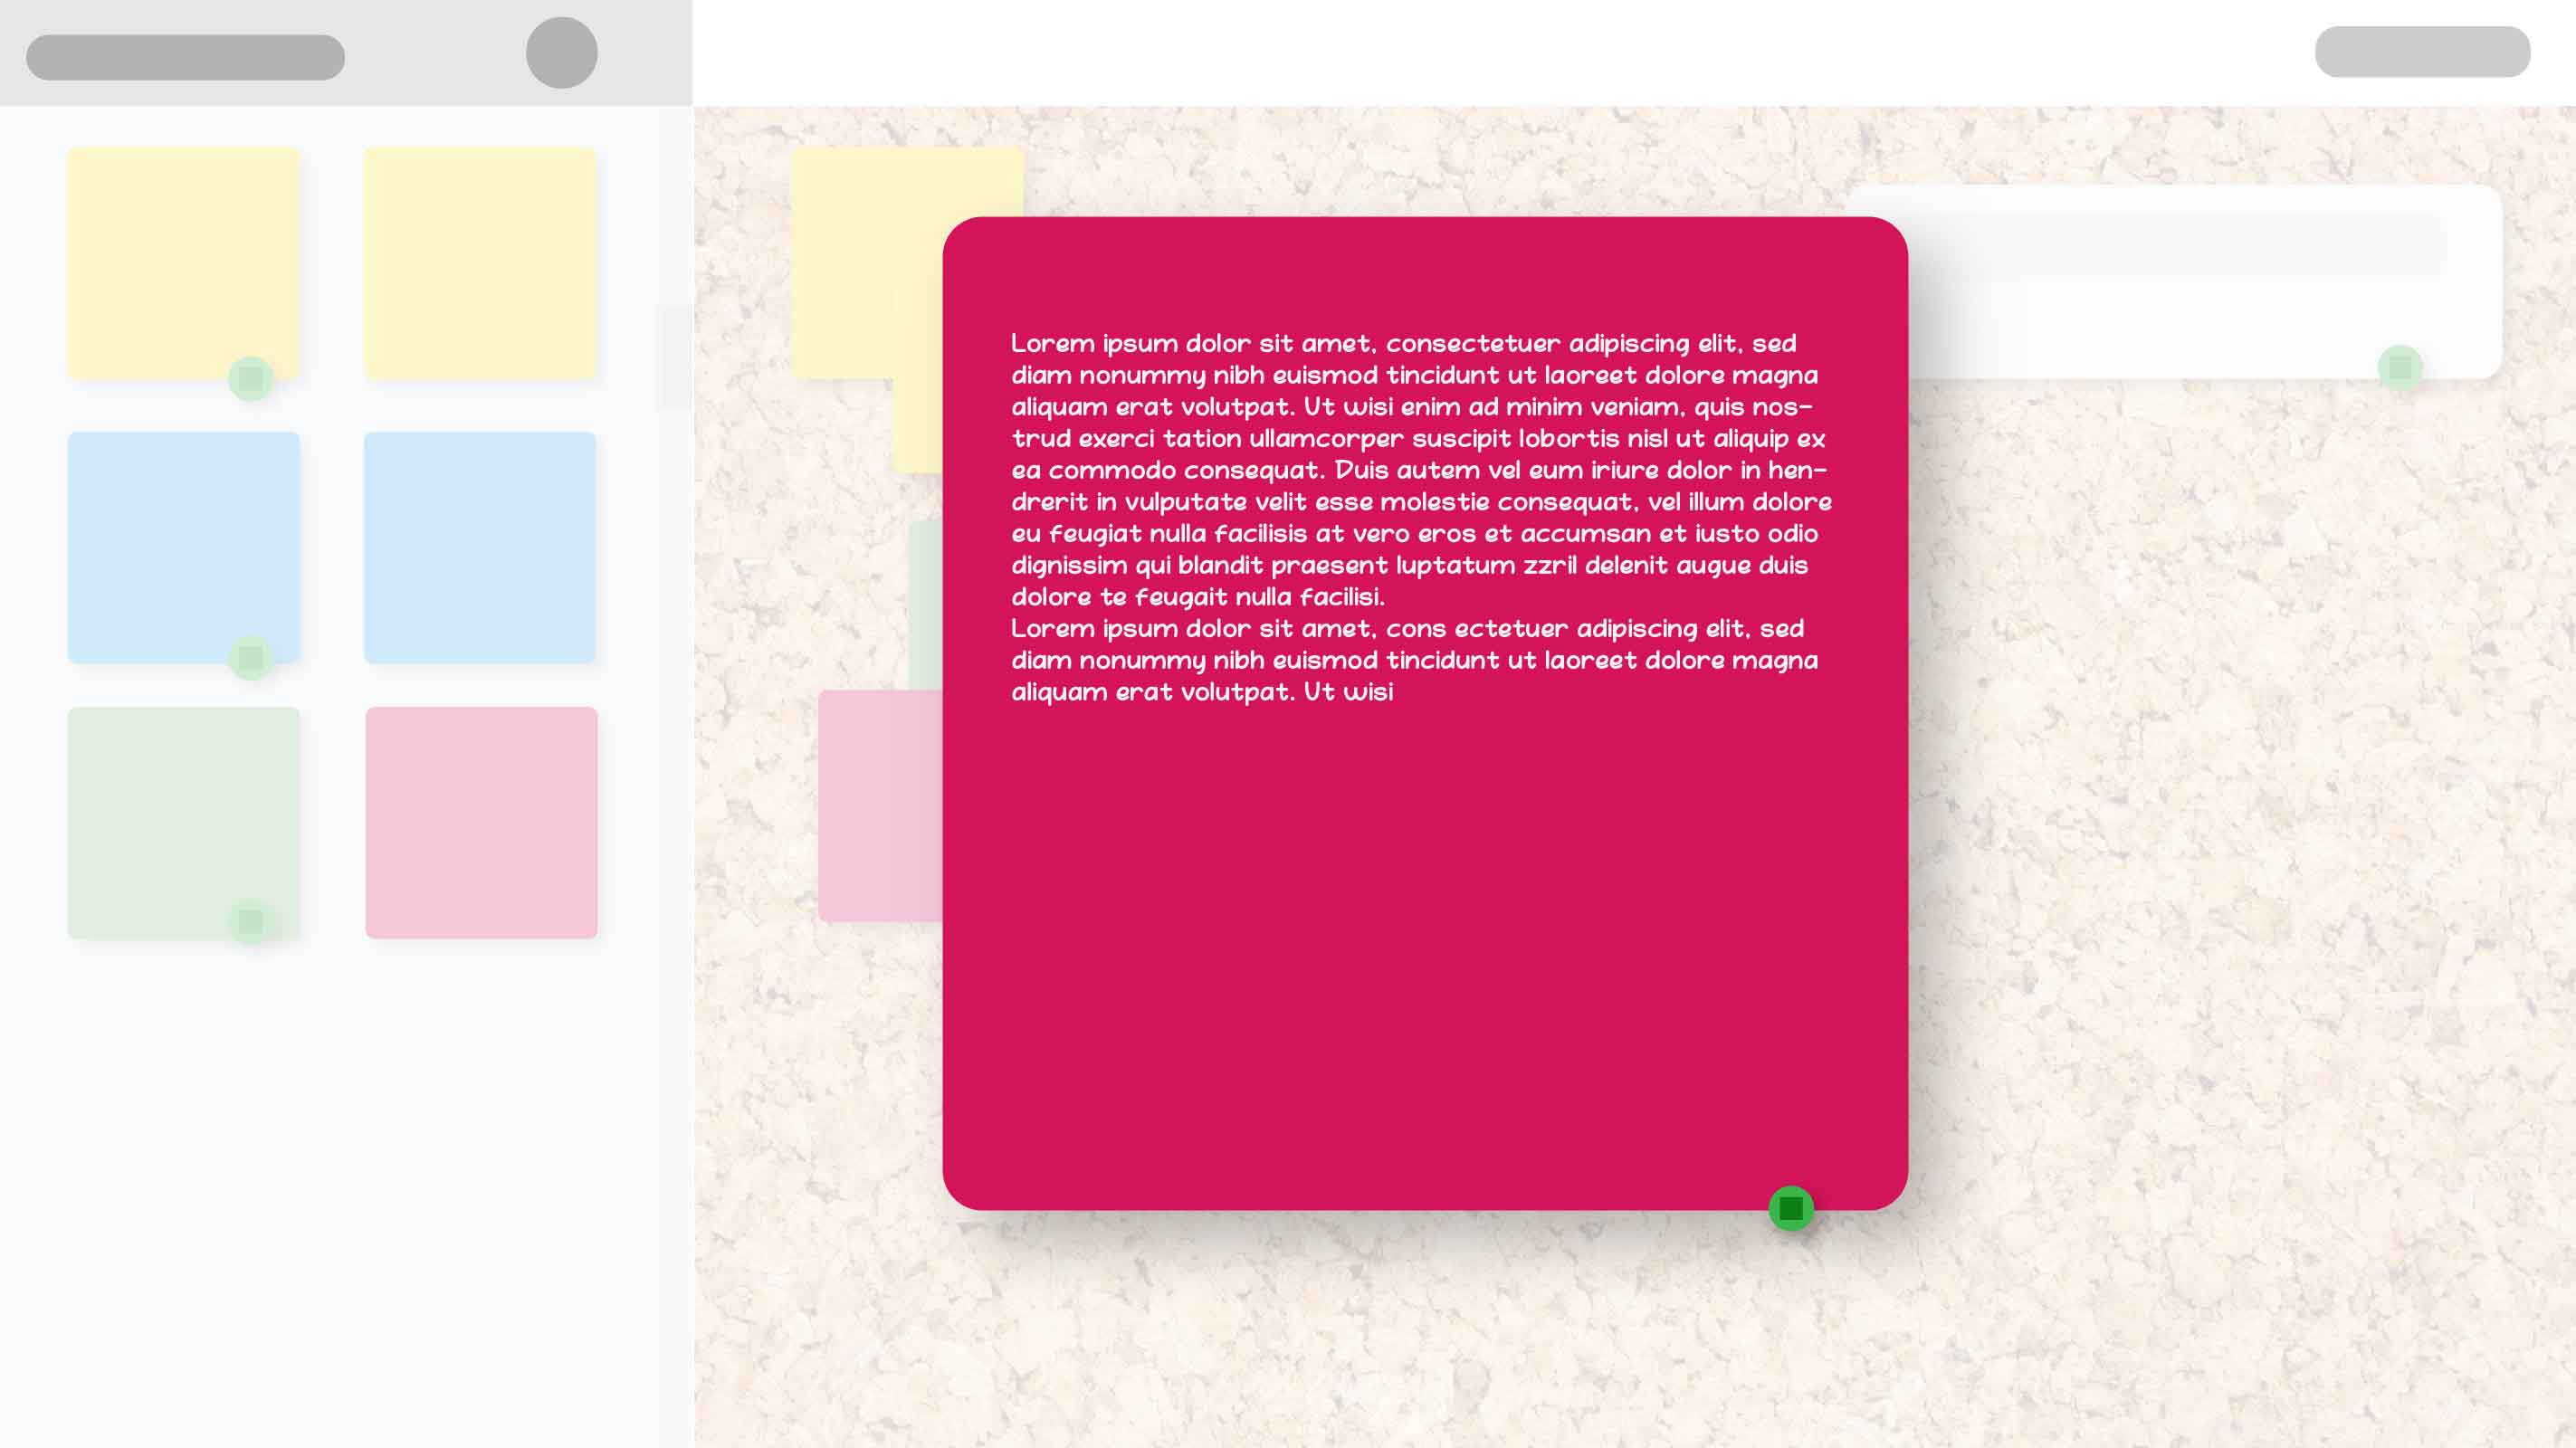 Lorem ipsum dolor sit amet, consectetuer adipiscing elit, sed
diam nonummy nibh euismod tincidunt ut laoreet dolore magna
aliquam erat volutpat. Ut wisi enim ad minim veniam, quis nos-
trud exerci tation ullamcorper suscipit lobortis nisl ut aliquip ex
ea commodo consequat. Duis autem vel eum iriure dolor in hen-
drerit in vulputate velit esse molestie consequat, vel illum dolore
eu feugiat nulla facilisis at vero eros et accumsan et iusto odio
dignissim qui blandit praesent luptatum zzril delenit augue duis
dolore te feugait nulla facilisi.
Lorem ipsum dolor sit amet, cons ectetuer adipiscing elit, sed
diam nonummy nibh euismod tincidunt ut laoreet dolore magna
aliquam erat volutpat. Ut wisi